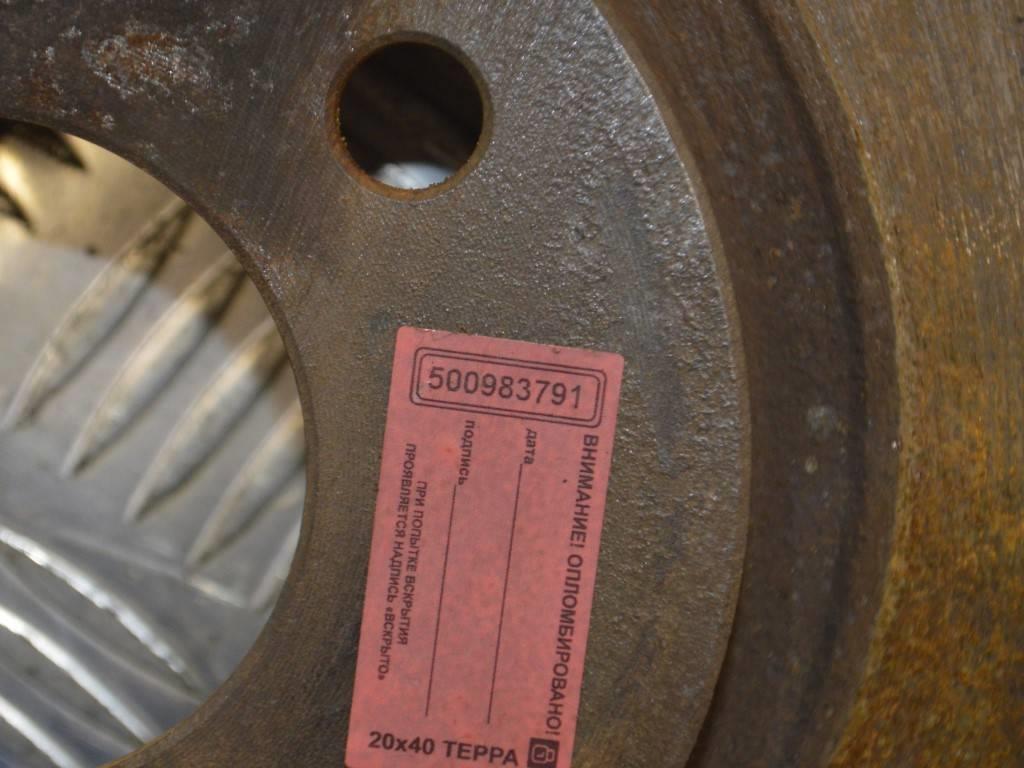 500983791
ВНИМАНИЕ! ОПЛОМБИРОВАНО!
дата
подпись
ПРИ ПОПЫТКЕ ВСКРЫТИЯ
ПРОЯВЛЯЕТСЯ НАДПИСЬ «ВСКРЫТО»
20x40 ТЕРРА